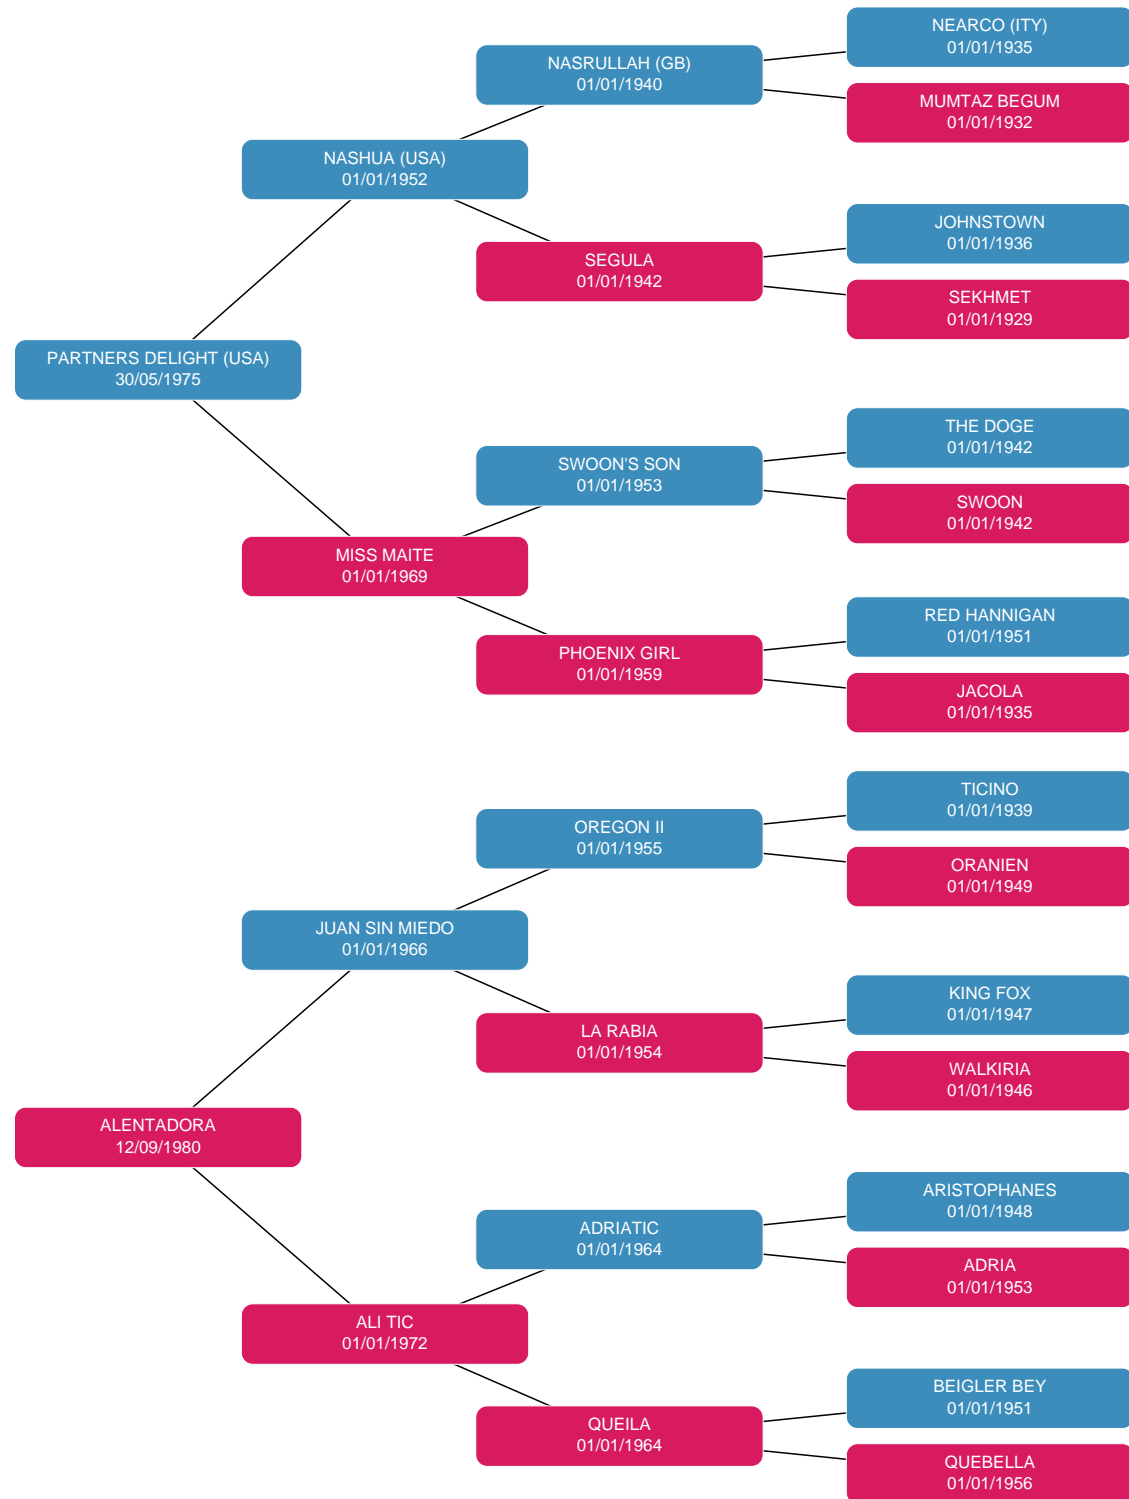 NEARCO (ITY)
01/01/1935
NASRULLAH (GB)
01/01/1940
MUMTAZ BEGUM
01/01/1932
NASHUA (USA)
01/01/1952
JOHNSTOWN
01/01/1936
SEGULA
01/01/1942
SEKHMET
01/01/1929
PARTNERS DELIGHT (USA)
30/05/1975
THE DOGE
01/01/1942
SWOON'S SON
01/01/1953
SWOON
01/01/1942
MISS MAITE
01/01/1969
RED HANNIGAN
01/01/1951
PHOENIX GIRL
01/01/1959
JACOLA
01/01/1935
TICINO
01/01/1939
OREGON II
01/01/1955
ORANIEN
01/01/1949
JUAN SIN MIEDO
01/01/1966
KING FOX
01/01/1947
LA RABIA
01/01/1954
WALKIRIA
01/01/1946
ALENTADORA
12/09/1980
ARISTOPHANES
01/01/1948
ADRIATIC
01/01/1964
ADRIA
01/01/1953
ALI TIC
01/01/1972
BEIGLER BEY
01/01/1951
QUEILA
01/01/1964
QUEBELLA
01/01/1956